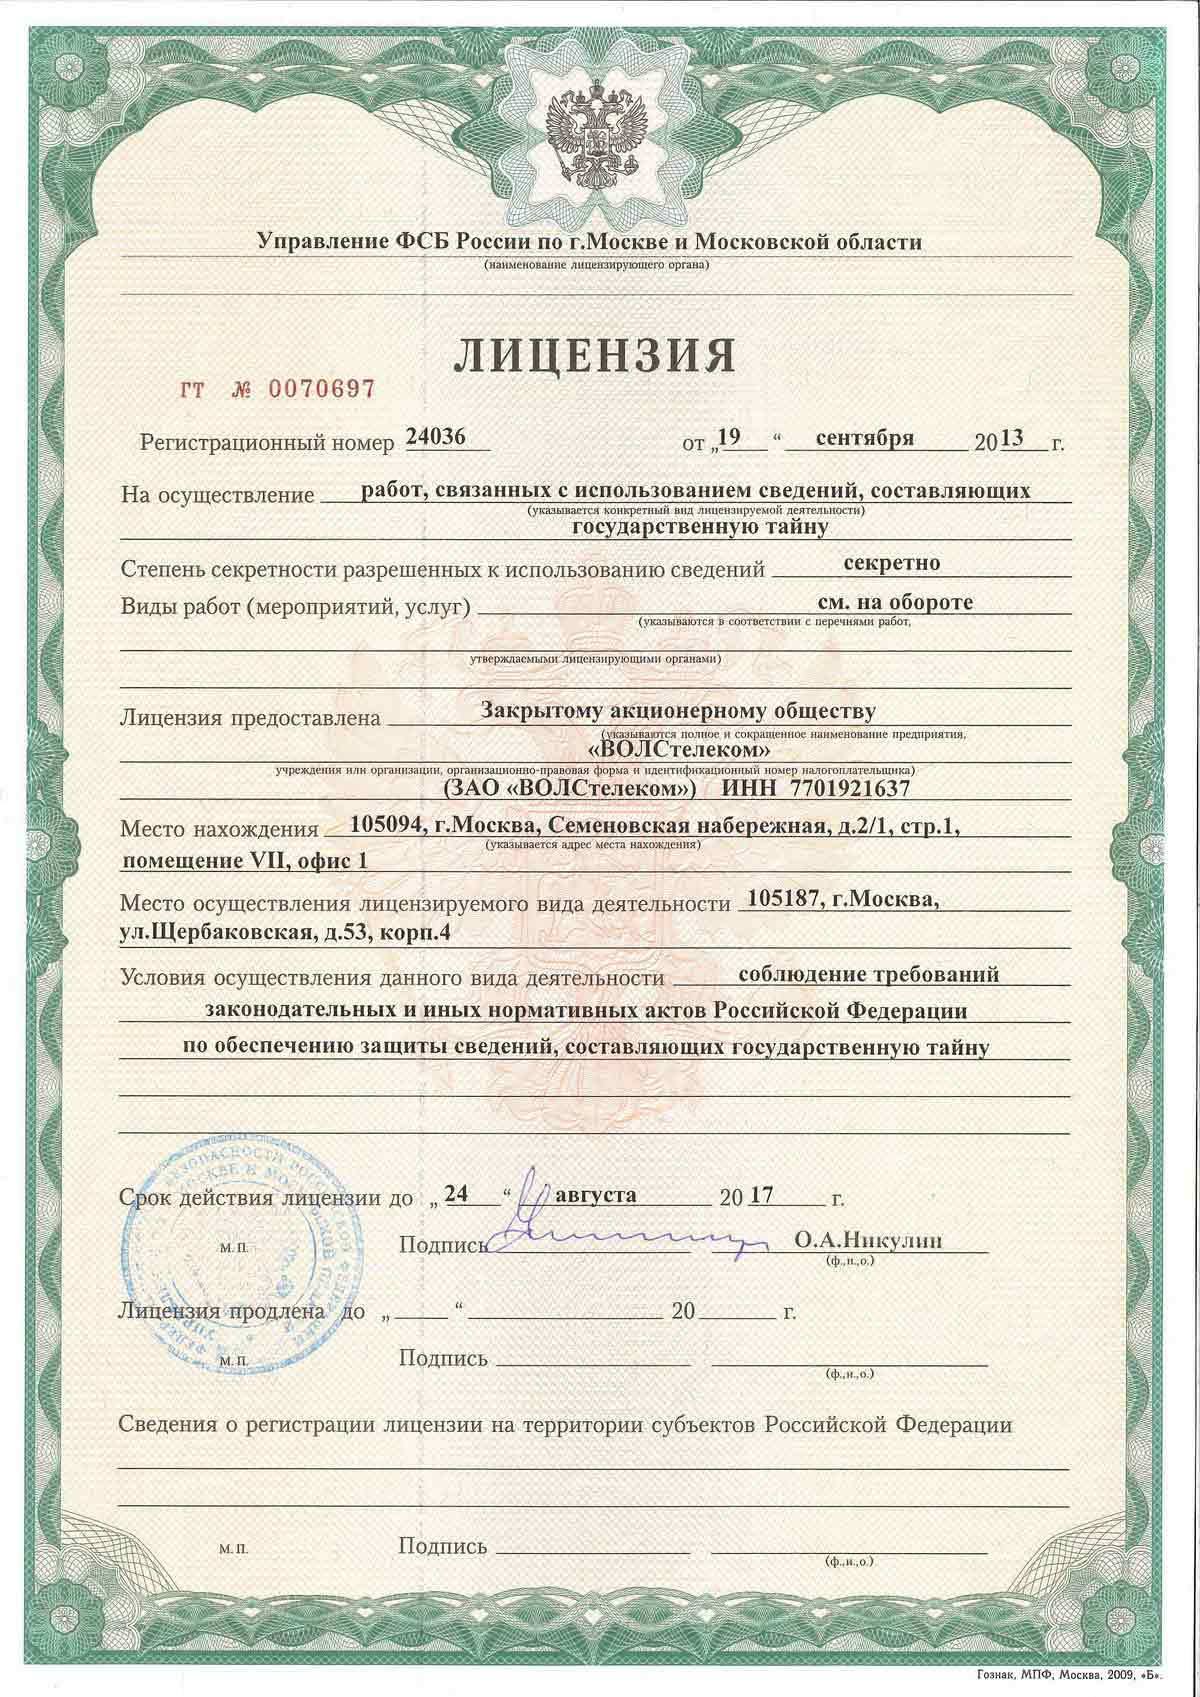 Управление ФСБ России по г.Москве и Московской области
(наименование лицензирующего органа)
ЛИЦЕНЗИЯ
ГТ № 0070697
Регистрационный номер 24036 от „19“ сентября 2013 г.
На осуществление работ, связанных с использованием сведений, составляющих
(указывается конкретный вид лицензируемой деятельности)
государственную тайну
Степень секретности разрешенных к использованию сведений секретно
Виды работ (мероприятий, услуг) см. на обороте
(указываются в соответствии с перечнями работ,
утверждаемыми лицензирующими органами)
Лицензия предоставлена Закрытому акционерному обществу
(указываются полное и сокращенное наименование предприятия,
«ВОЛСтелеком»
учреждения или организации, организационно-правовая форма и идентификационный номер налогоплательщика)
(ЗАО «ВОЛСтелеком») ИНН 7701921637
Место нахождения 105094, г.Москва, Семеновская набережная, д.2/1, стр.1,
(указывается адрес места нахождения)
помещение VII, офис 1
Место осуществления лицензируемого вида деятельности 105187, г.Москва,
ул.Щербаковская, д.53, корп.4
Условия осуществления данного вида деятельности соблюдение требований
законодательных и иных нормативных актов Российской Федерации
по обеспечению защиты сведений, составляющих государственную тайну
Срок действия лицензии до „24“ августа 2017 г.
М.П. Подпись О.А.Никулин
(ф.,и.,о.)
Лицензия продлена до „ “ 20 г.
М.П. Подпись
(ф.,и.,о.)
Сведения о регистрации лицензии на территории субъектов Российской Федерации
М.П. Подпись
(ф.,и.,о.)
Гознак, МПФ, Москва, 2009, «Б».